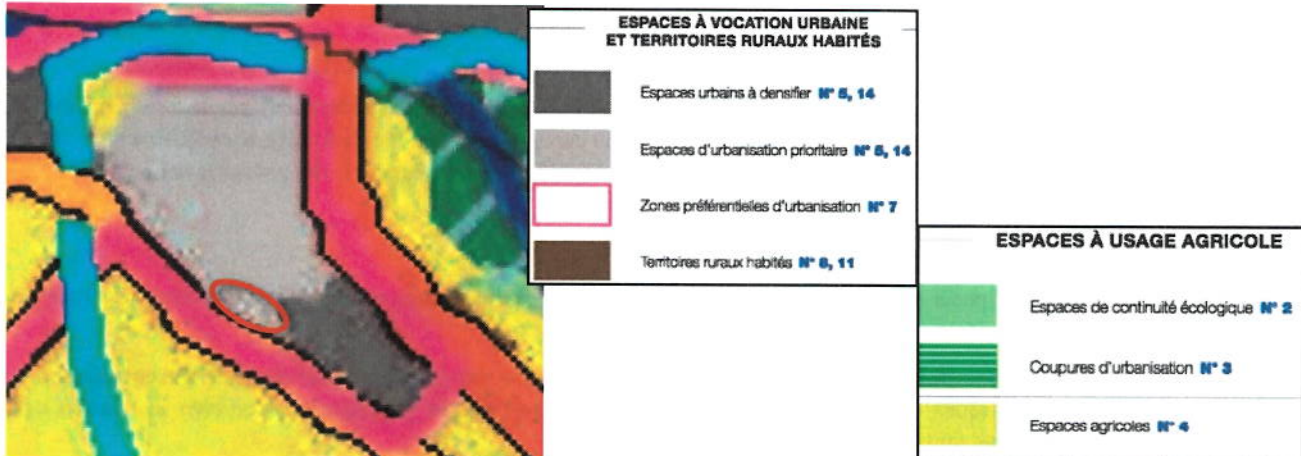 ESPACES À VOCATION URBAINE
ET TERRITOIRES RURAUX HABITÉS
Espaces urbains à densifier N° 5, 14
Espaces d'urbanisation prioritaire N° 5, 14
Zones préférentielles d'urbanisation N° 7
Territoires ruraux habités N° 6, 11
ESPACES À USAGE AGRICOLE
Espaces de continuité écologique N° 2
Coupures d'urbanisation N° 3
Espaces agricoles N° 4